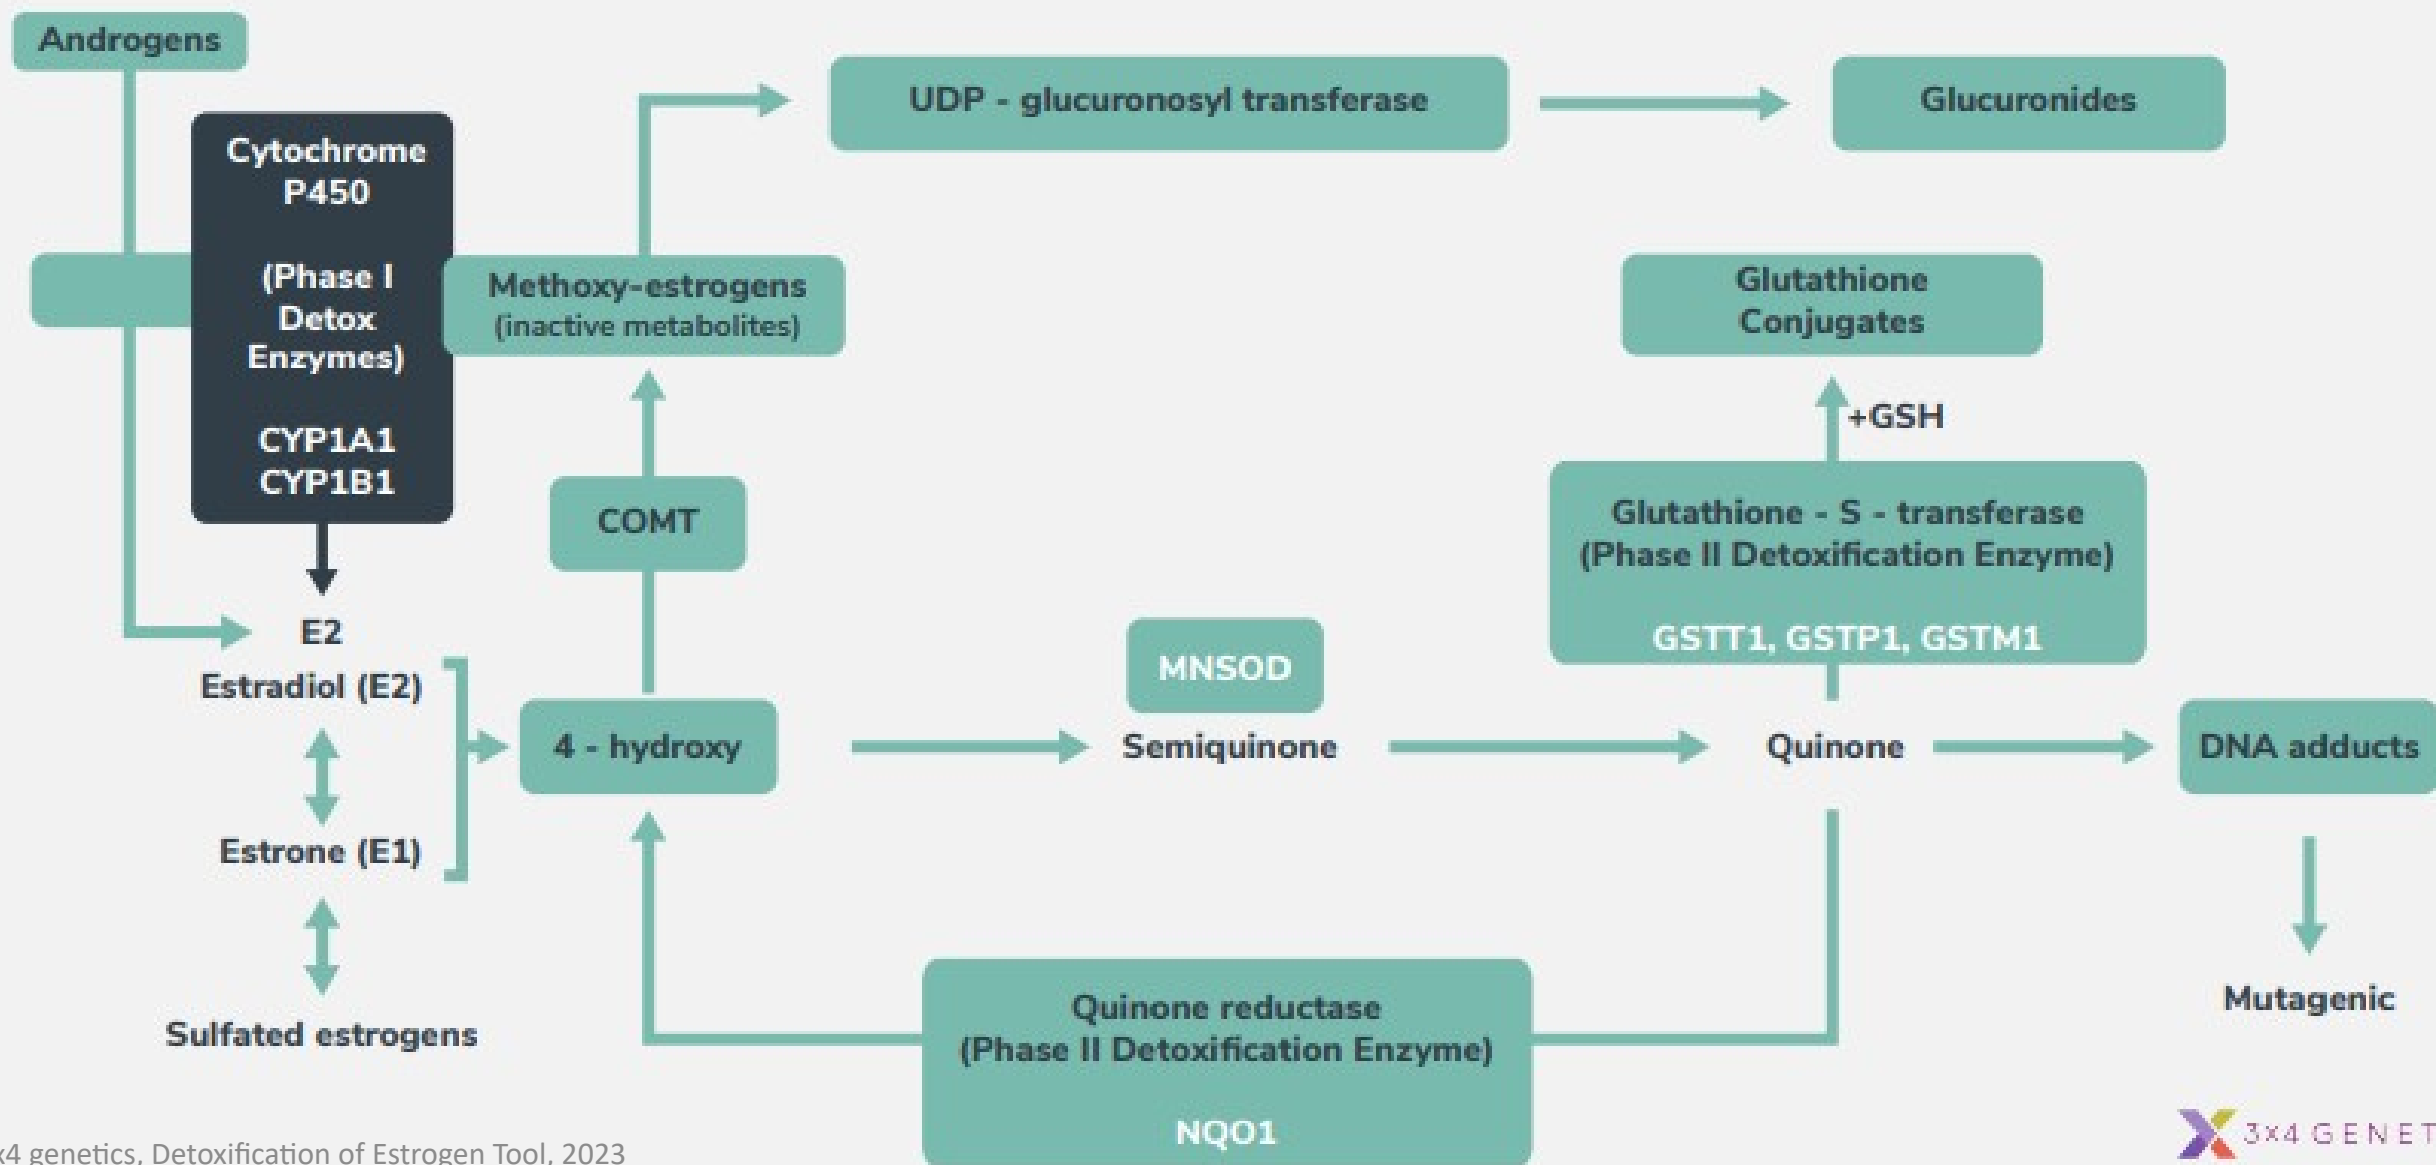 Androgens
Cytochrome
P450
(Phase I
Detox
Enzymes)
CYP1A1
CYP1B1
E2
Estradiol (E2)
Estrone (E1)
Sulfated estrogens
UDP - glucuronosyl transferase
Glucuronides
Methoxy-estrogens
(inactive metabolites)
COMT
4 - hydroxy
MNSOD
Semiquinone
Glutathione
Conjugates
+GSH
Glutathione - S - transferase
(Phase II Detoxification Enzyme)
GSTT1, GSTP1, GSTM1
Quinone
DNA adducts
Mutagenic
Quinone reductase
(Phase II Detoxification Enzyme)
NQO1
x4 genetics, Detoxification of Estrogen Tool, 2023
3x4 GENET